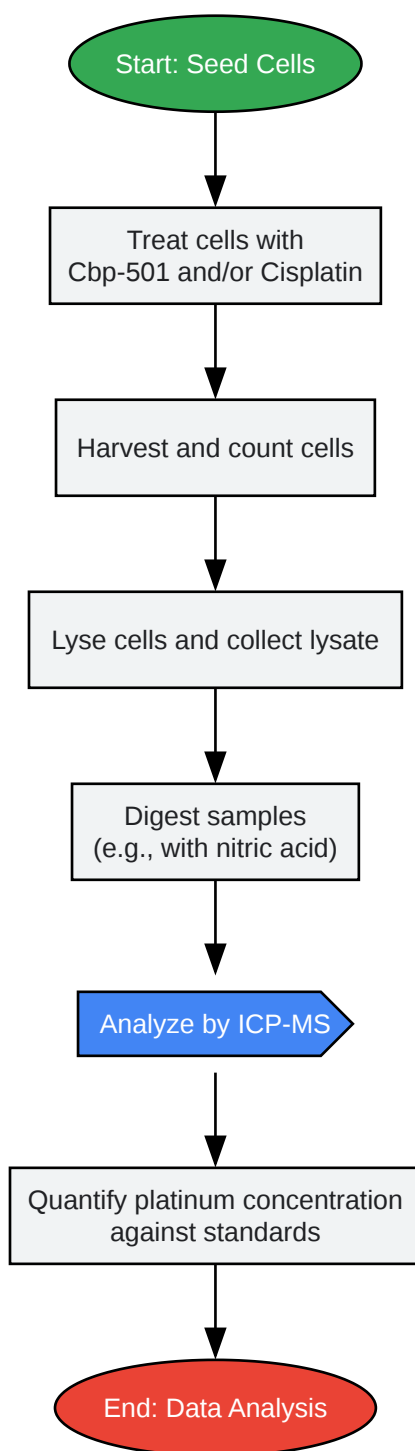 Start: Seed Cells
Treat cells with
Cbp-501 and/or Cisplatin
Harvest and count cells
Lyse cells and collect lysate
Digest samples
(e.g., with nitric acid)
Analyze by ICP-MS
Quantify platinum concentration
against standards
End: Data Analysis